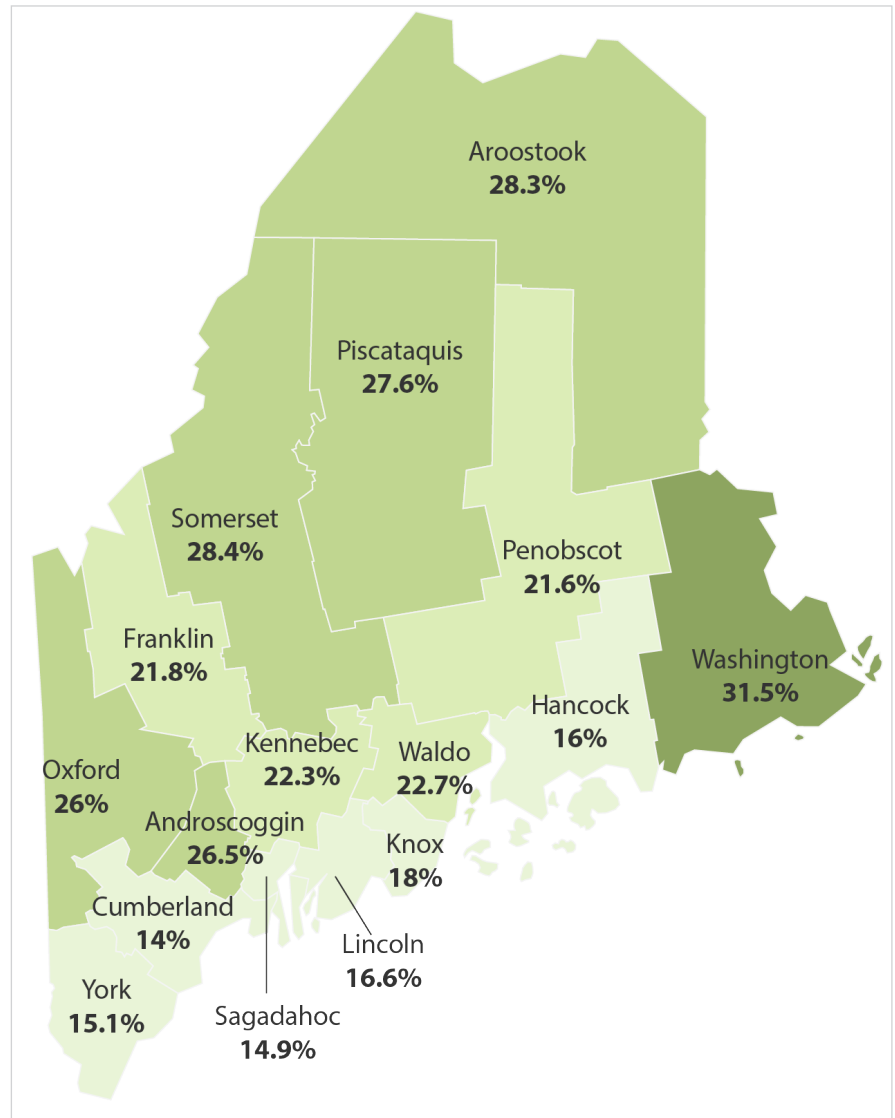 Aroostook
28.3%
Piscataquis
27.6%
Somerset
28.4%
Penobscot
21.6%
Franklin
21.8%
Washington
31.5%
Hancock
16%
Kennebec
22.3%
Waldo
22.7%
Oxford
26%
Androscoggin
26.5%
Knox
18%
Cumberland
14%
Lincoln
16.6%
York
15.1%
Sagadahoc
14.9%